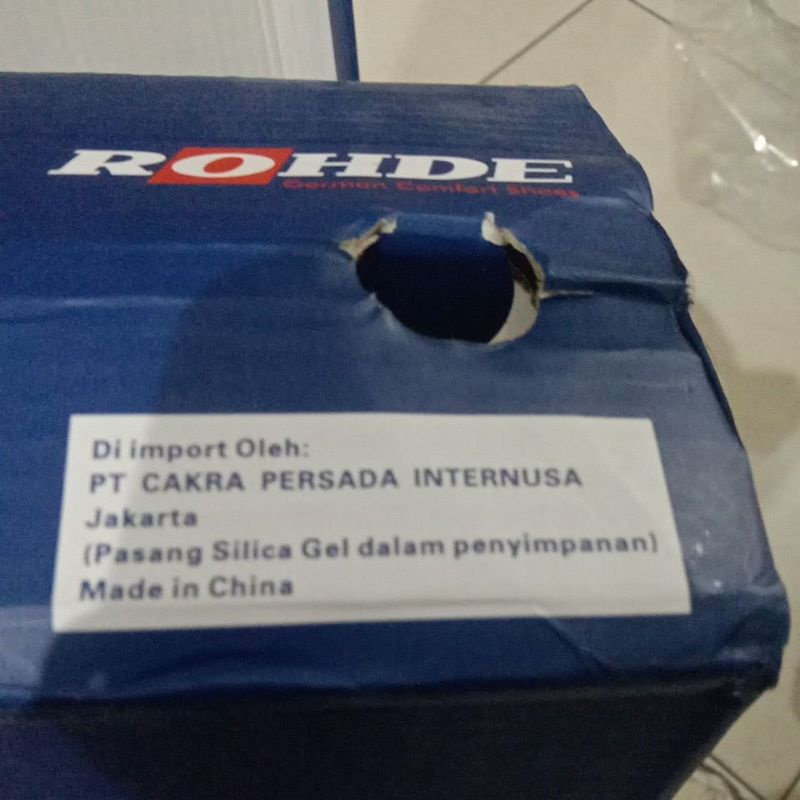 ROHDE
German Comfort Shoes
Di import Oleh:
PT CAKRA PERSADA INTERNUSA
Jakarta
(Pasang Silica Gel dalam penyimpanan)
Made in China